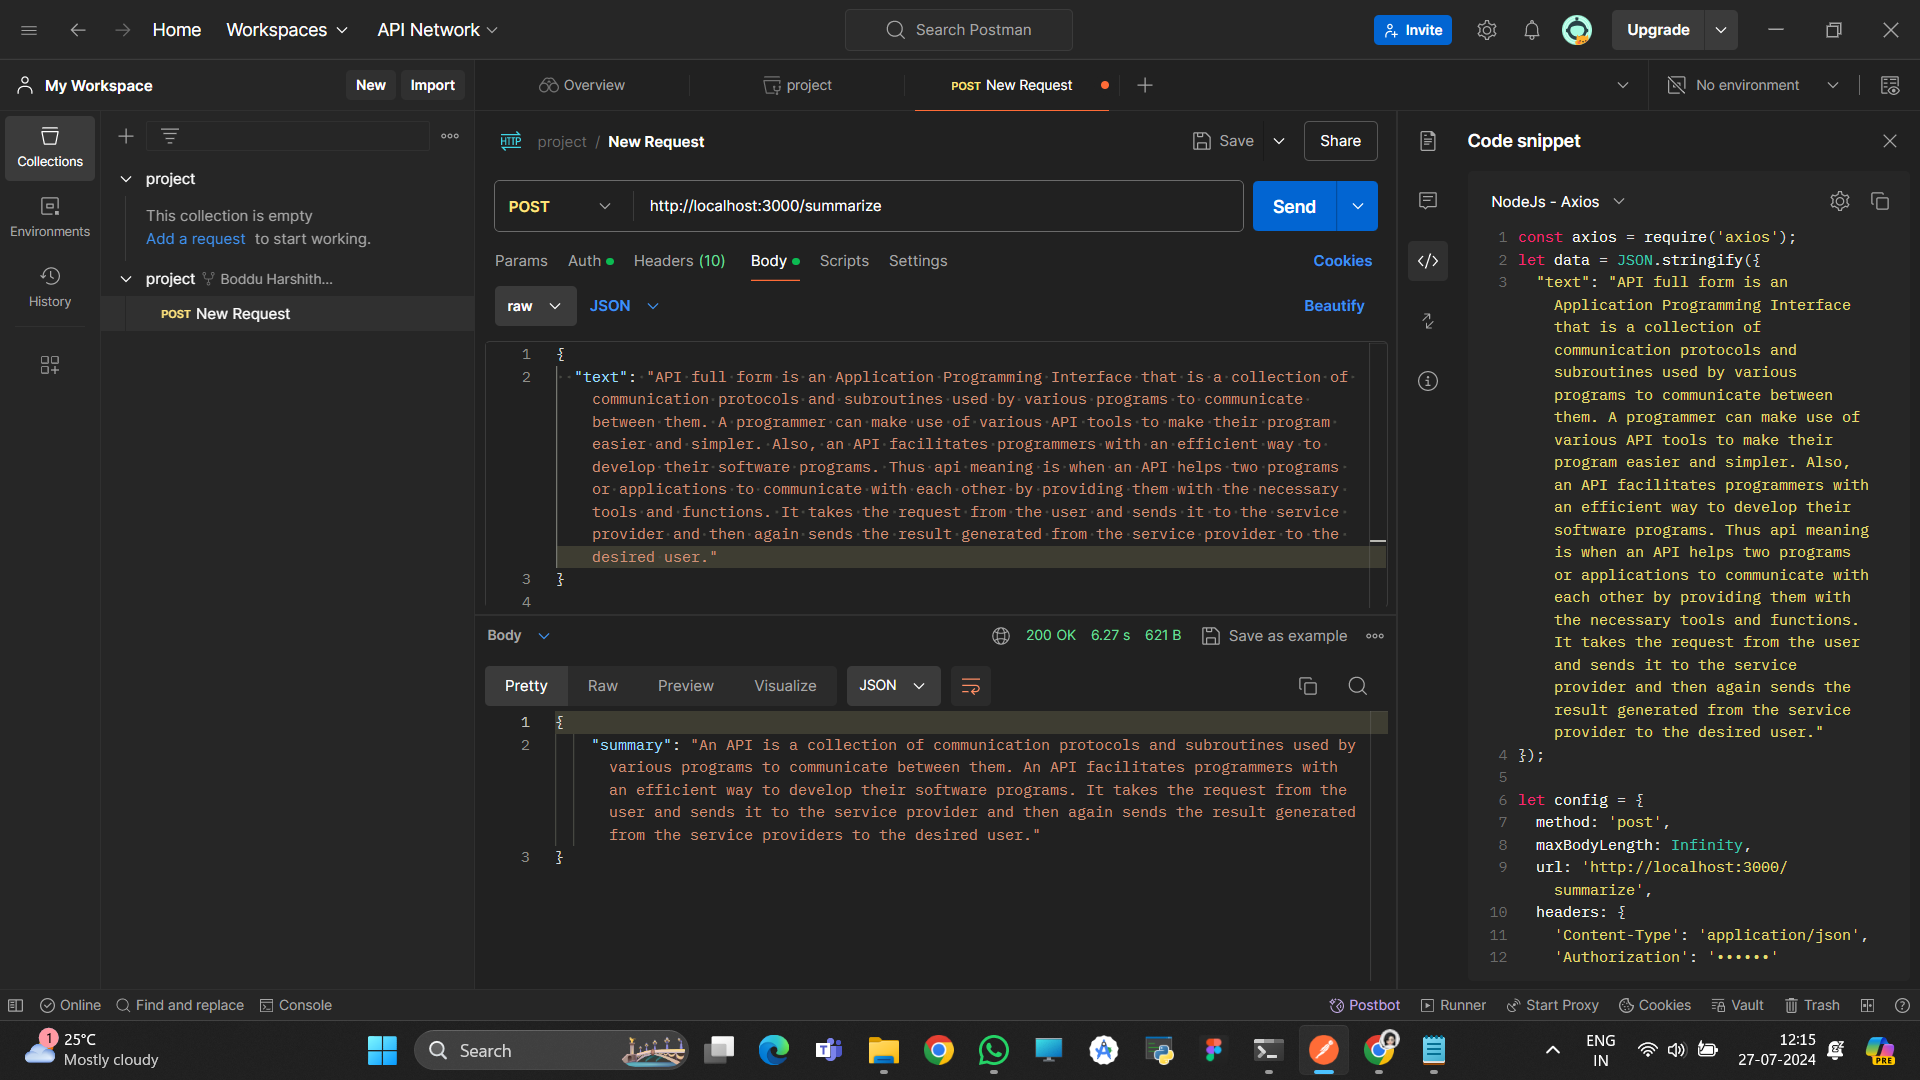 Home
Workspaces
API Network
Search Postman
Invite
Upgrade
My Workspace
New
Import
Overview
project
POST New Request
No environment
Collections
Environments
History
project
This collection is empty
Add a request to start working.
project Boddu Harshith...
POST New Request
HTTP project / New Request
Save
Share
POST
http://localhost:3000/summarize
Send
Params
Auth
Headers (10)
Body
Scripts
Settings
Cookies
raw
JSON
Beautify
1 {
2 "text": "API full form is an Application Programming Interface that is a collection of
communication protocols and subroutines used by various programs to communicate
between them. A programmer can make use of various API tools to make their program
easier and simpler. Also, an API facilitates programmers with an efficient way to
develop their software programs. Thus api meaning is when an API helps two programs
or applications to communicate with each other by providing them with the necessary
tools and functions. It takes the request from the user and sends it to the service
provider and then again sends the result generated from the service provider to the
desired user."
3 }
4
Body
200 OK 6.27 s 621 B
Save as example
Pretty
Raw
Preview
Visualize
JSON
1 {
2 "summary": "An API is a collection of communication protocols and subroutines used by
various programs to communicate between them. An API facilitates programmers with
an efficient way to develop their software programs. It takes the request from the
user and sends it to the service provider and then again sends the result generated
from the service providers to the desired user."
3 }
Code snippet
NodeJs - Axios
1 const axios = require('axios');
2 let data = JSON.stringify({
3 "text": "API full form is an
Application Programming Interface
that is a collection of
communication protocols and
subroutines used by various
programs to communicate between
them. A programmer can make use of
various API tools to make their
program easier and simpler. Also,
an API facilitates programmers with
an efficient way to develop their
software programs. Thus api meaning
is when an API helps two programs
or applications to communicate with
each other by providing them with
the necessary tools and functions.
It takes the request from the user
and sends it to the service
provider and then again sends the
result generated from the service
provider to the desired user."
4 });
5
6 let config = {
7 method: 'post',
8 maxBodyLength: Infinity,
9 url: 'http://localhost:3000/
summarize',
10 headers: {
11 'Content-Type': 'application/json',
12 'Authorization': '••••••'
Online
Find and replace
Console
Postbot
Runner
Start Proxy
Cookies
Vault
Trash
1
25°C
Mostly cloudy
Search
ENG
IN
12:15
27-07-2024
PRE